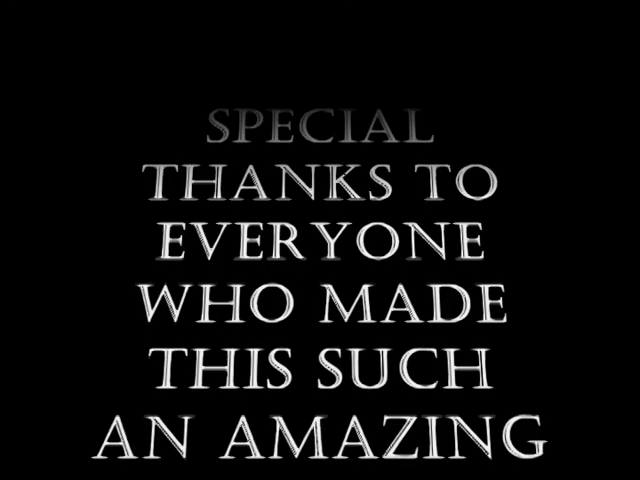 SPECIAL
THANKS TO
EVERYONE
WHO MADE
THIS SUCH
AN AMAZING